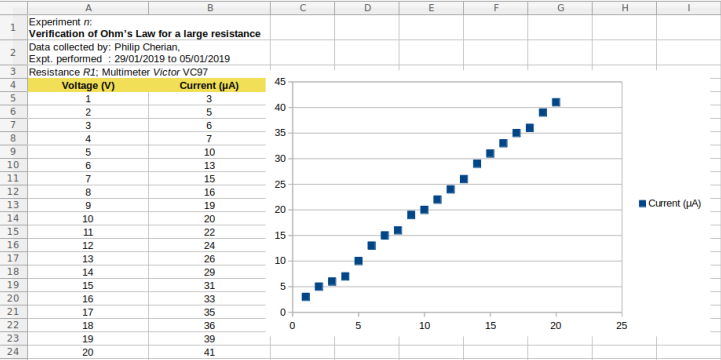 A B C D E F G H I
1 Experiment n:
Verification of Ohm's Law for a large resistance
2 Data collected by: Philip Cherian,
Expt. performed : 29/01/2019 to 05/01/2019
3 Resistance R1; Multimeter Victor VC97
4 Voltage (V) Current (µA)
5 1 3
6 2 5
7 3 6
8 4 7
9 5 10
10 6 13
11 7 15
12 8 16
13 9 19
14 10 20
15 11 22
16 12 24
17 13 26
18 14 29
19 15 31
20 16 33
21 17 35
22 18 36
23 19 39
24 20 41
45
40
35
30
25
20
15
10
5
0
0 5 10 15 20 25
Current (µA)